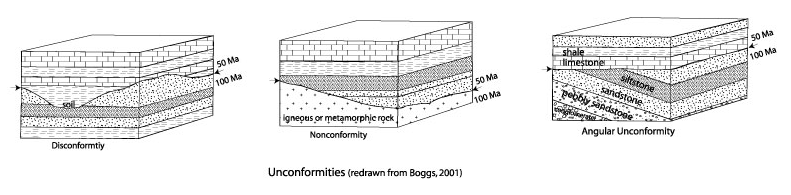 50 Ma
100 Ma
soil
Disconformtiy
50 Ma
100 Ma
igneous or metamorphic rock
Nonconformity
50 Ma
100 Ma
shale
limestone
siltstone
sandstone
pebbly sandstone
Angular Unconformity
Unconformities (redrawn from Boggs, 2001)